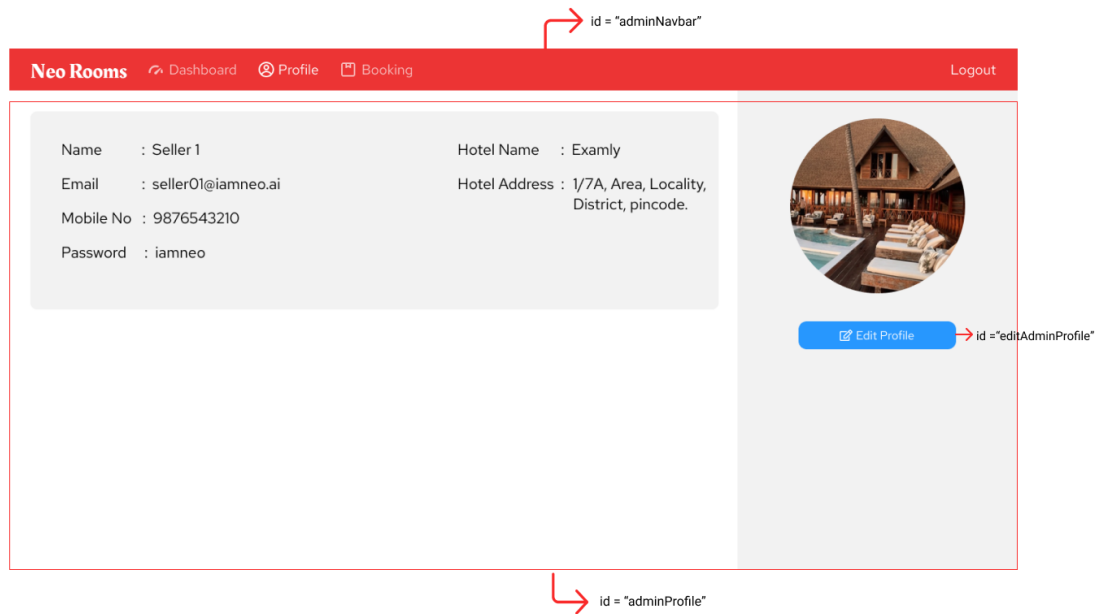 id = “adminNavbar”
Neo Rooms Dashboard Profile Booking Logout
Name : Seller 1
Email : seller01@iamneo.ai
Mobile No : 9876543210
Password : iamneo
Hotel Name : Examly
Hotel Address : 1/7A, Area, Locality,
District, pincode.
Edit Profile
id =“editAdminProfile”
id = “adminProfile”